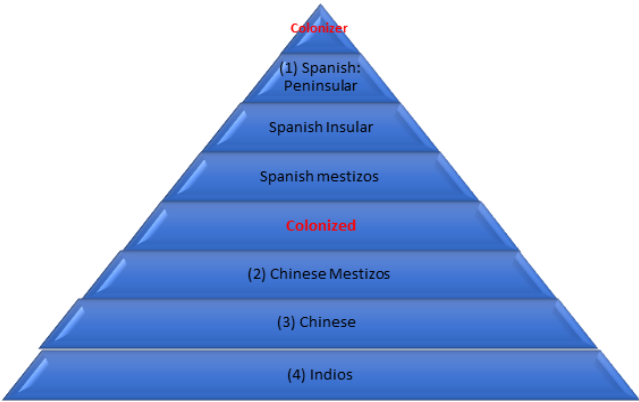 Colonizer
(1) Spanish:
Peninsular
Spanish Insular
Spanish mestizos
Colonized
(2) Chinese Mestizos
(3) Chinese
(4) Indios